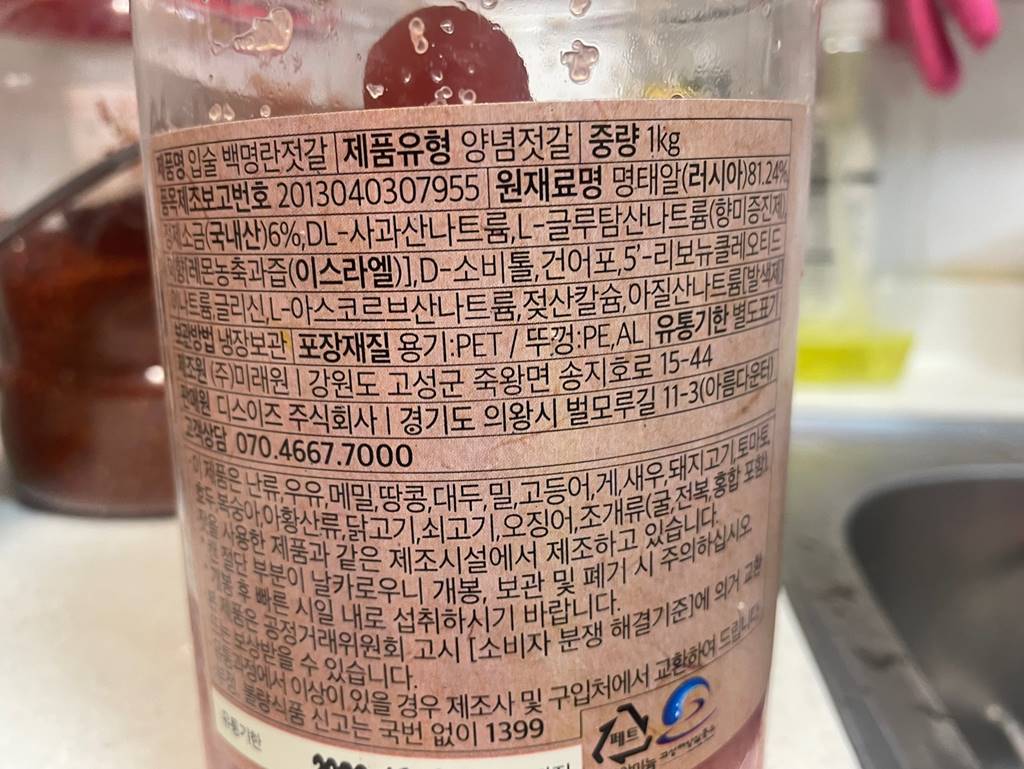 제품명 입술 백명란젓갈 제품유형 양념젓갈 중량 1kg
품목제조보고번호 2013040307955 원재료명 명태알(러시아)81.24%,
정제소금(국내산)6%,DL-사과산나트륨,L-글루탐산나트륨(향미증진제),
[레몬농축과즙(이스라엘)],D-소비톨,건어포,5'-리보뉴클레오티드
이나트륨,글리신,L-아스코르브산나트륨,젖산칼슘,아질산나트륨[발색제]
보관방법 냉장보관 포장재질 용기:PET / 뚜껑:PE,AL 유통기한 별도표기
제조원 (주)미래원 | 강원도 고성군 죽왕면 송지호로 15-44
판매원 디스이즈 주식회사 | 경기도 의왕시 벌모루길 11-3(아름다운터)
고객상담 070.4667.7000
이 제품은 난류,우유,메밀,땅콩,대두,밀,고등어,게,새우,돼지고기,토마토,
호두,복숭아,아황산류,닭고기,쇠고기,오징어,조개류(굴,전복,홍합 포함),
잣을 사용한 제품과 같은 제조시설에서 제조하고 있습니다.
절단 부분이 날카로우니 개봉, 보관 및 폐기 시 주의하십시오
개봉 후 빠른 시일 내로 섭취하시기 바랍니다.
본 제품은 공정거래위원회 고시 [소비자 분쟁 해결기준]에 의거 교환
또는 보상받을 수 있습니다.
유통과정에서 이상이 있을 경우 제조사 및 구입처에서 교환하여 드립니다.
불량식품 신고는 국번 없이 1399
유통기한
페트